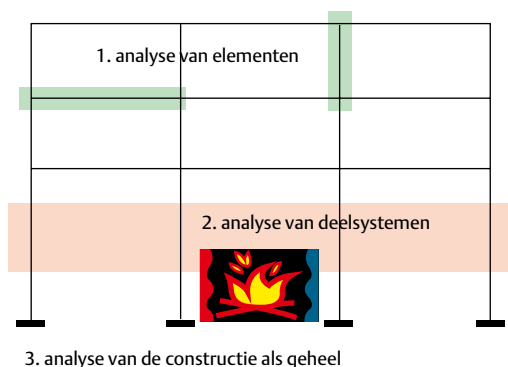 1. analyse van elementen
2. analyse van deelsystemen
3. analyse van de constructie als geheel